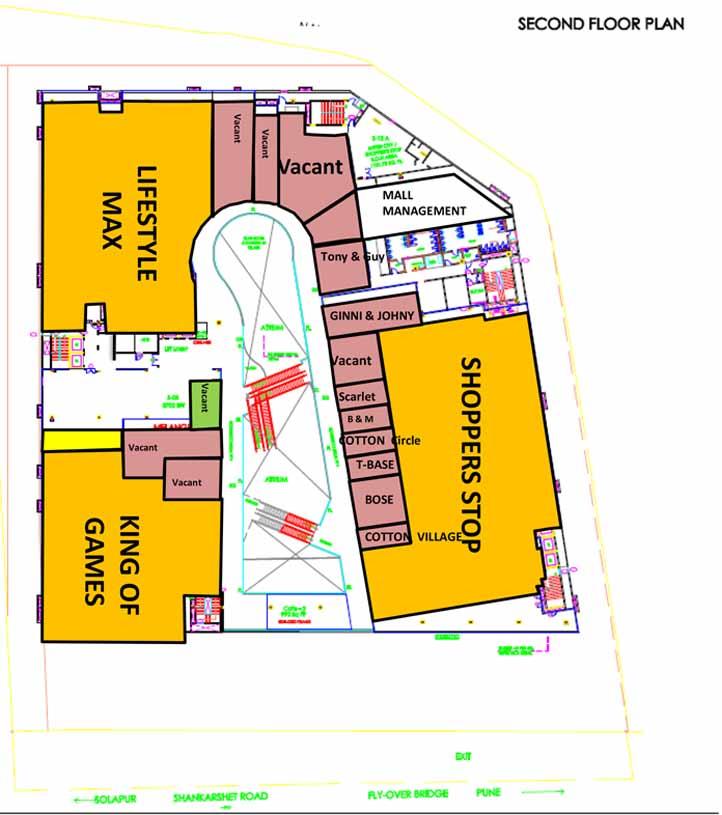 SECOND FLOOR PLAN
Vacant
Vacant
Vacant
LIFESTYLE
MAX
MALL
MANAGEMENT
Tony & Guy
GINNI & JOHNY
ATRIUM
Vacant
SHOPPERS STOP
Scarlet
Vacant
B & M
COTTON Circle
Vacant
T-BASE
ATRIUM
Vacant
BOSE
KING OF
GAMES
COTTON VILLAGE
EXIT
SOLAPUR SHANKARSHET ROAD FLY-OVER BRIDGE PUNE